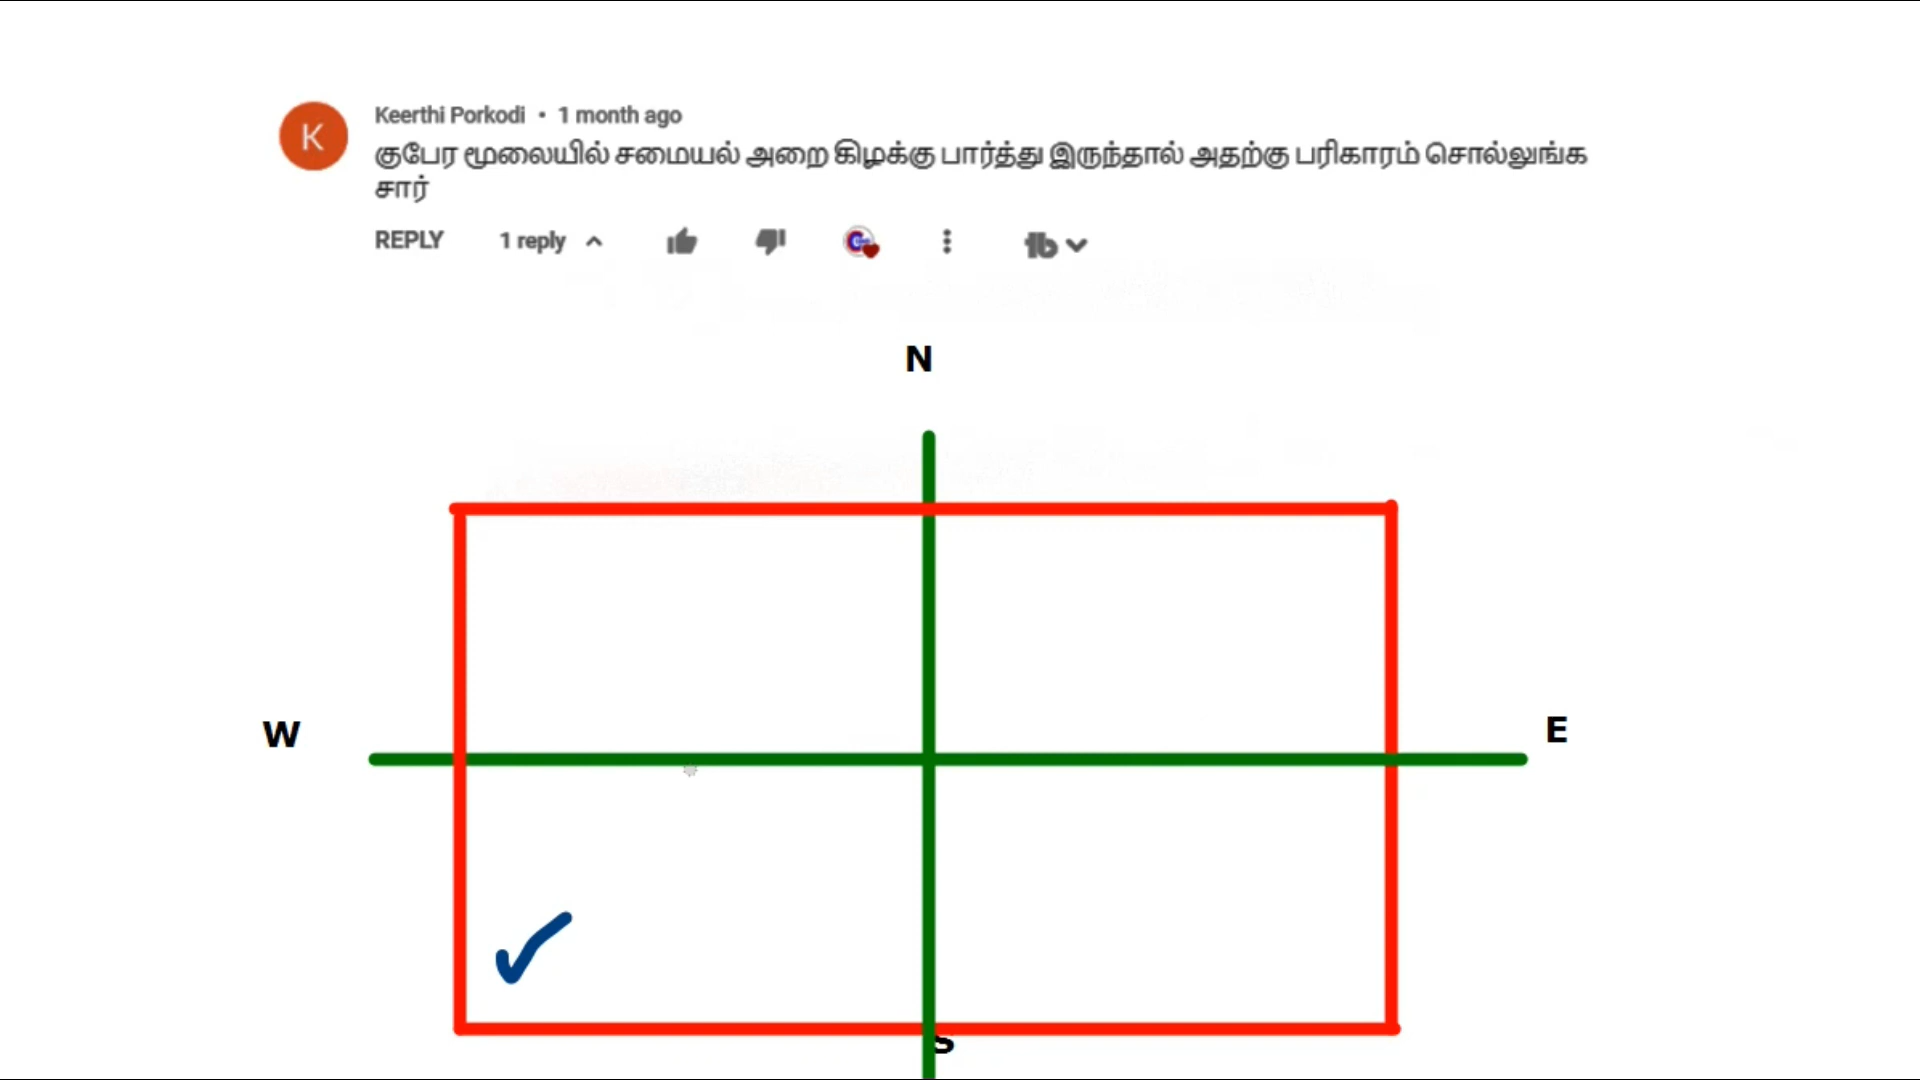 K
Keerthi Porkodi • 1 month ago
குபேர மூலையில் சமையல் அறை கிழக்கு பார்த்து இருந்தால் அதற்கு பரிகாரம் சொல்லுங்க
சார்
REPLY 1 reply
N
W
E
S